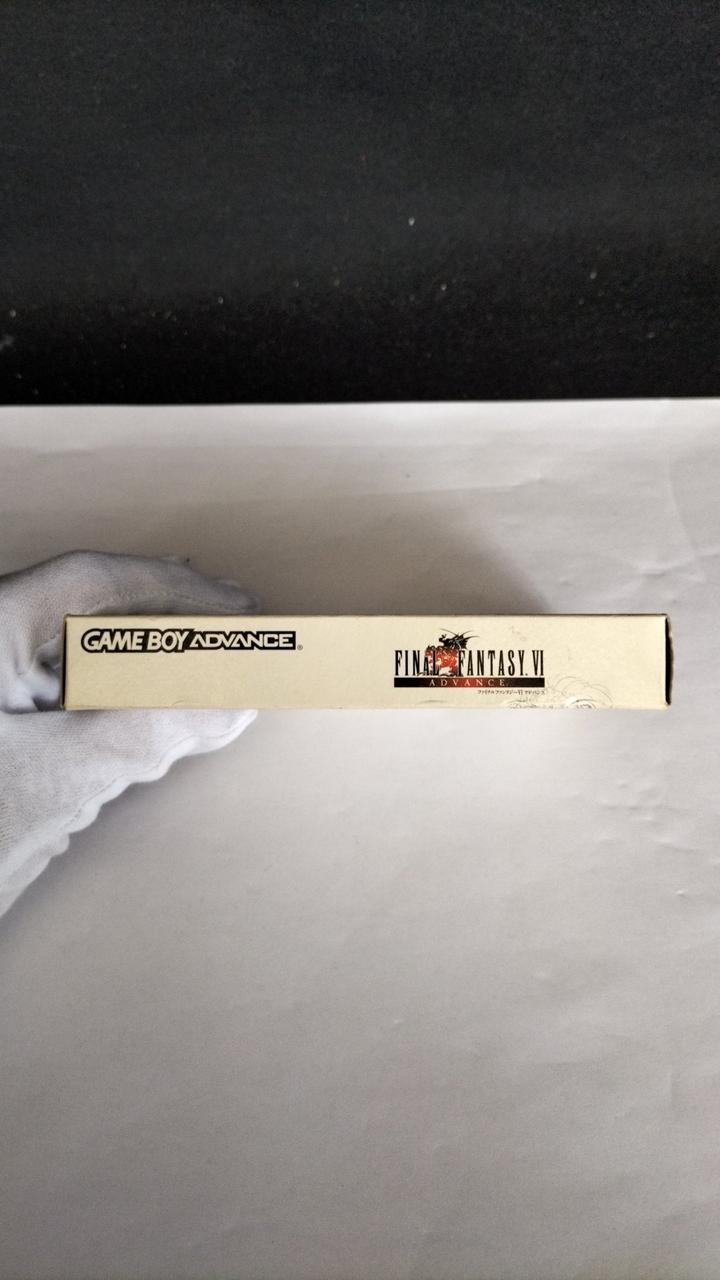 GAME BOY ADVANCE®
FINAL FANTASY VI
ADVANCE
ファイナルファンタジーVI アドバンス